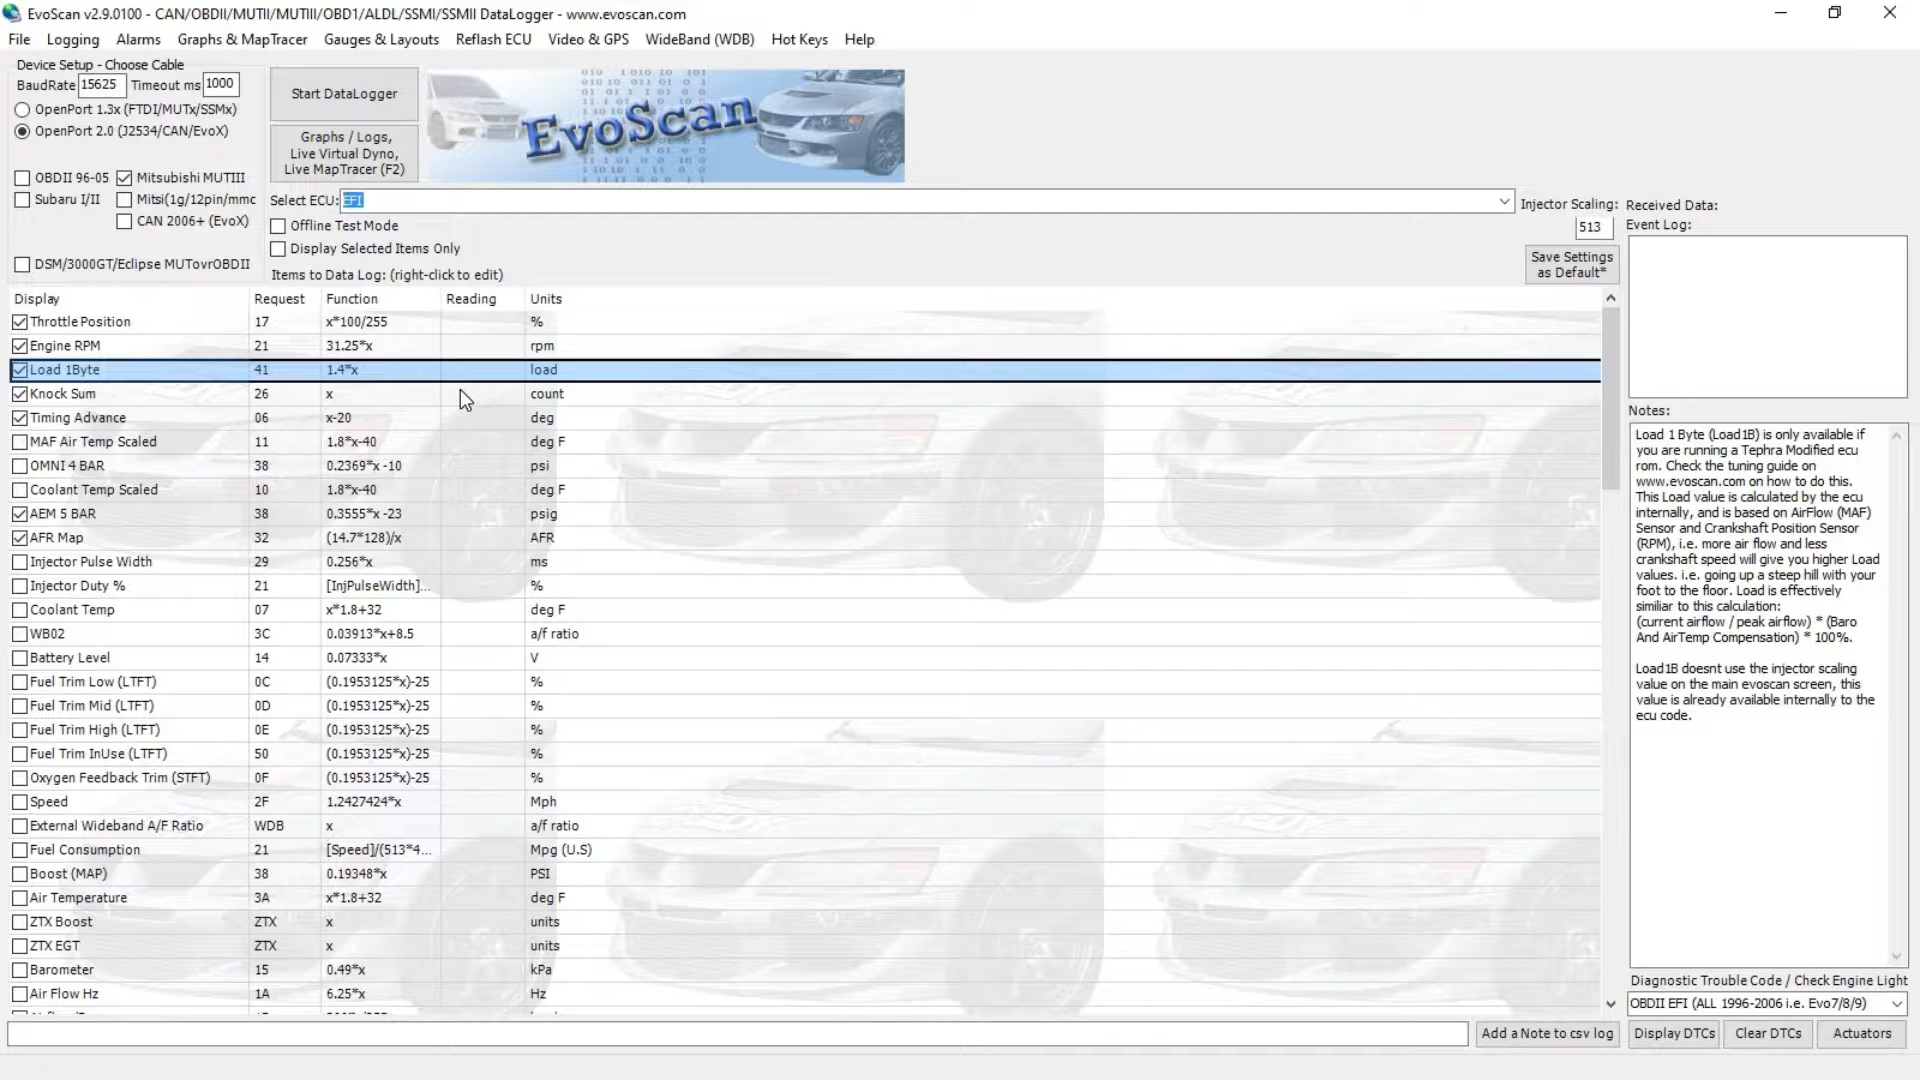 EvoScan v2.9.0100 - CAN/OBDII/MUTII/MUTIII/OBD1/ALDL/SSMI/SSMII DataLogger - www.evoscan.com
File Logging Alarms Graphs & MapTracer Gauges & Layouts Reflash ECU Video & GPS WideBand (WDB) Hot Keys Help
Device Setup - Choose Cable
BaudRate 15625 Timeout ms 1000
OpenPort 1.3x (FTDI/MUTx/SSMx)
OpenPort 2.0 (J2534/CAN/EvoX)
OBDII 96-05 Mitsubishi MUTIII
Subaru I/II Mitsi(1g/12pin/mmc
CAN 2006+ (EvoX)
DSM/3000GT/Eclipse MUTovrOBDII
Start DataLogger
Graphs / Logs,
Live Virtual Dyno,
Live MapTracer (F2)
EvoScan
Select ECU: EFI
Offline Test Mode
Display Selected Items Only
Items to Data Log: (right-click to edit)
Injector Scaling:
513
Save Settings
as Default*
Display Request Function Reading Units
Throttle Position 17 x*100/255 %
Engine RPM 21 31.25*x rpm
Load 1Byte 41 1.4*x load
Knock Sum 26 x count
Timing Advance 06 x-20 deg
MAF Air Temp Scaled 11 1.8*x-40 deg F
OMNI 4 BAR 38 0.2369*x -10 psi
Coolant Temp Scaled 10 1.8*x-40 deg F
AEM 5 BAR 38 0.3555*x -23 psig
AFR Map 32 (14.7*128)/x AFR
Injector Pulse Width 29 0.256*x ms
Injector Duty % 21 [InjPulseWidth]... %
Coolant Temp 07 x*1.8+32 deg F
WB02 3C 0.03913*x+8.5 a/f ratio
Battery Level 14 0.07333*x V
Fuel Trim Low (LTFT) 0C (0.1953125*x)-25 %
Fuel Trim Mid (LTFT) 0D (0.1953125*x)-25 %
Fuel Trim High (LTFT) 0E (0.1953125*x)-25 %
Fuel Trim InUse (LTFT) 50 (0.1953125*x)-25 %
Oxygen Feedback Trim (STFT) 0F (0.1953125*x)-25 %
Speed 2F 1.2427424*x Mph
External Wideband A/F Ratio WDB x a/f ratio
Fuel Consumption 21 [Speed]/(513*4... Mpg (U.S)
Boost (MAP) 38 0.19348*x PSI
Air Temperature 3A x*1.8+32 deg F
ZTX Boost ZTX x units
ZTX EGT ZTX x units
Barometer 15 0.49*x kPa
Air Flow Hz 1A 6.25*x Hz
Add a Note to csv log
Received Data:
Event Log:
Notes:
Load 1 Byte (Load1B) is only available if
you are running a Tephra Modified ecu
rom. Check the tuning guide on
www.evoscan.com on how to do this.
This Load value is calculated by the ecu
internally, and is based on AirFlow (MAF)
Sensor and Crankshaft Position Sensor
(RPM), i.e. more air flow and less
crankshaft speed will give you higher Load
values. i.e. going up a steep hill with your
foot to the floor. Load is effectively
similiar to this calculation:
(current airflow / peak airflow) * (Baro
And AirTemp Compensation) * 100%.
Load1B doesnt use the injector scaling
value on the main evoscan screen, this
value is already available internally to the
ecu code.
Diagnostic Trouble Code / Check Engine Light
OBDII EFI (ALL 1996-2006 i.e. Evo7/8/9)
Display DTCs Clear DTCs Actuators